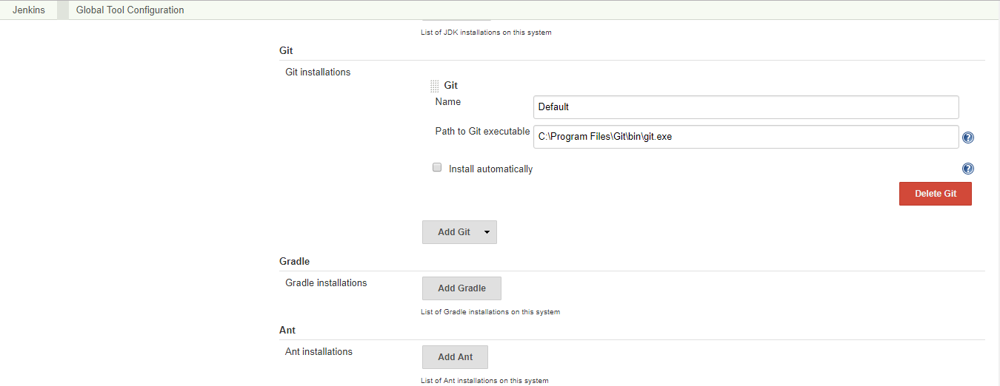 Jenkins Global Tool Configuration
List of JDK installations on this system
Git
Git installations
Git
Name
Default
Path to Git executable
C:\Program Files\Git\bin\git.exe
?
Install automatically
?
Delete Git
Add Git
Gradle
Gradle installations
Add Gradle
List of Gradle installations on this system
Ant
Ant installations
Add Ant
List of Ant installations on this system